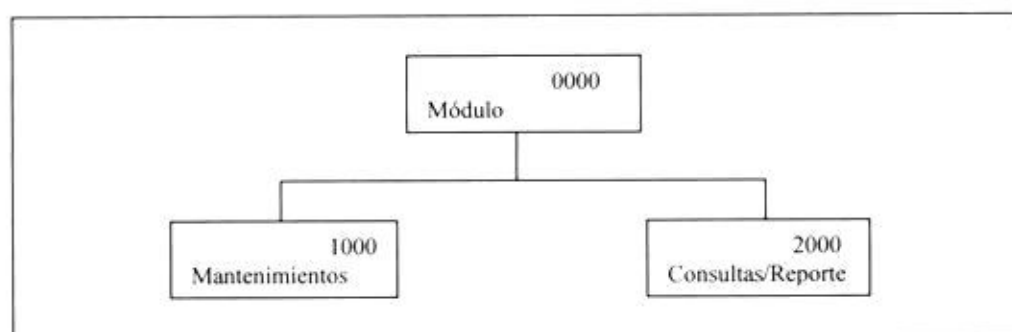 0000
Módulo
1000
Mantenimientos
2000
Consultas/Reporte